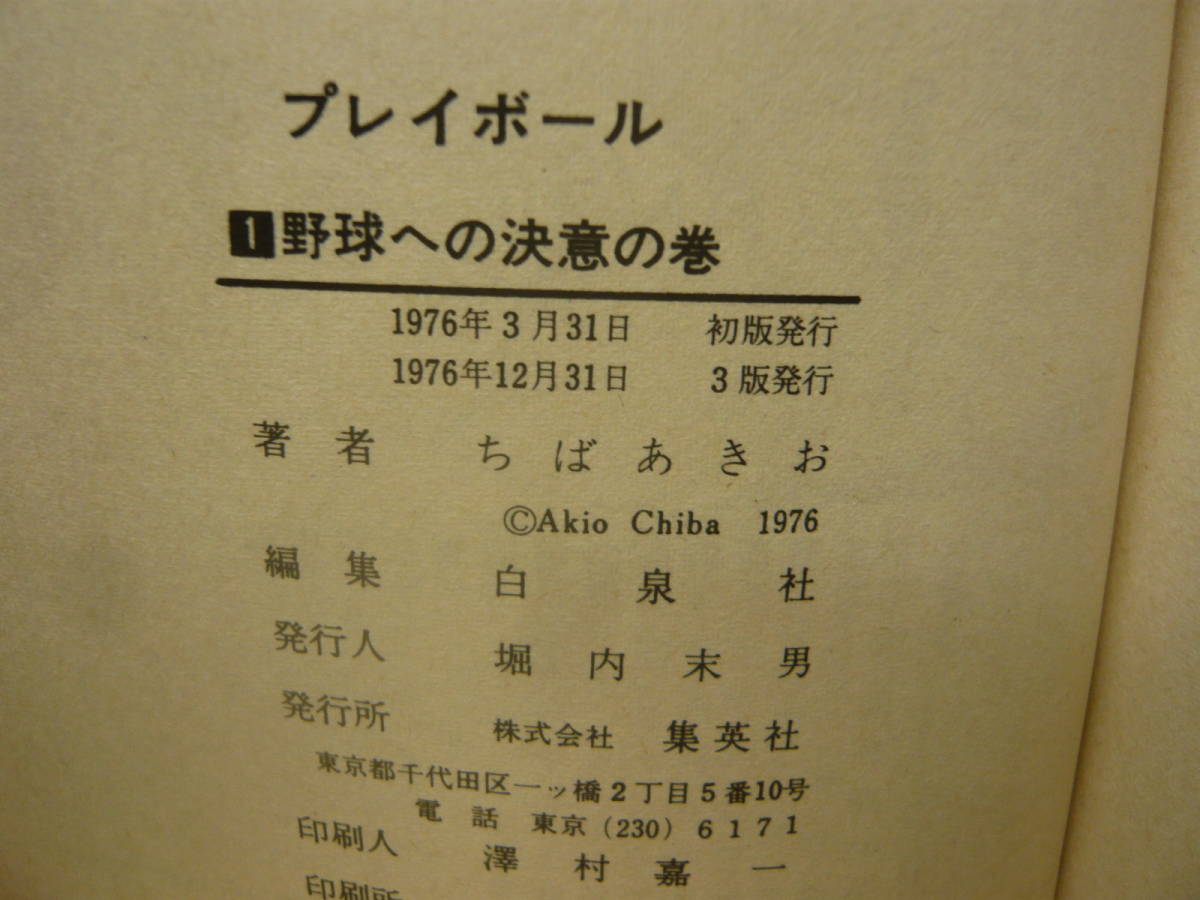 プレイボール
1野球への決意の巻
1976年3月31日 初版発行
1976年12月31日 3版発行
著者 ちばあきお
©Akio Chiba 1976
編集 白泉社
発行人 堀内末男
発行所 株式会社 集英社
東京都千代田区一ッ橋2丁目5番10号
電話 東京(230)6171
印刷人 澤村嘉一
印刷所